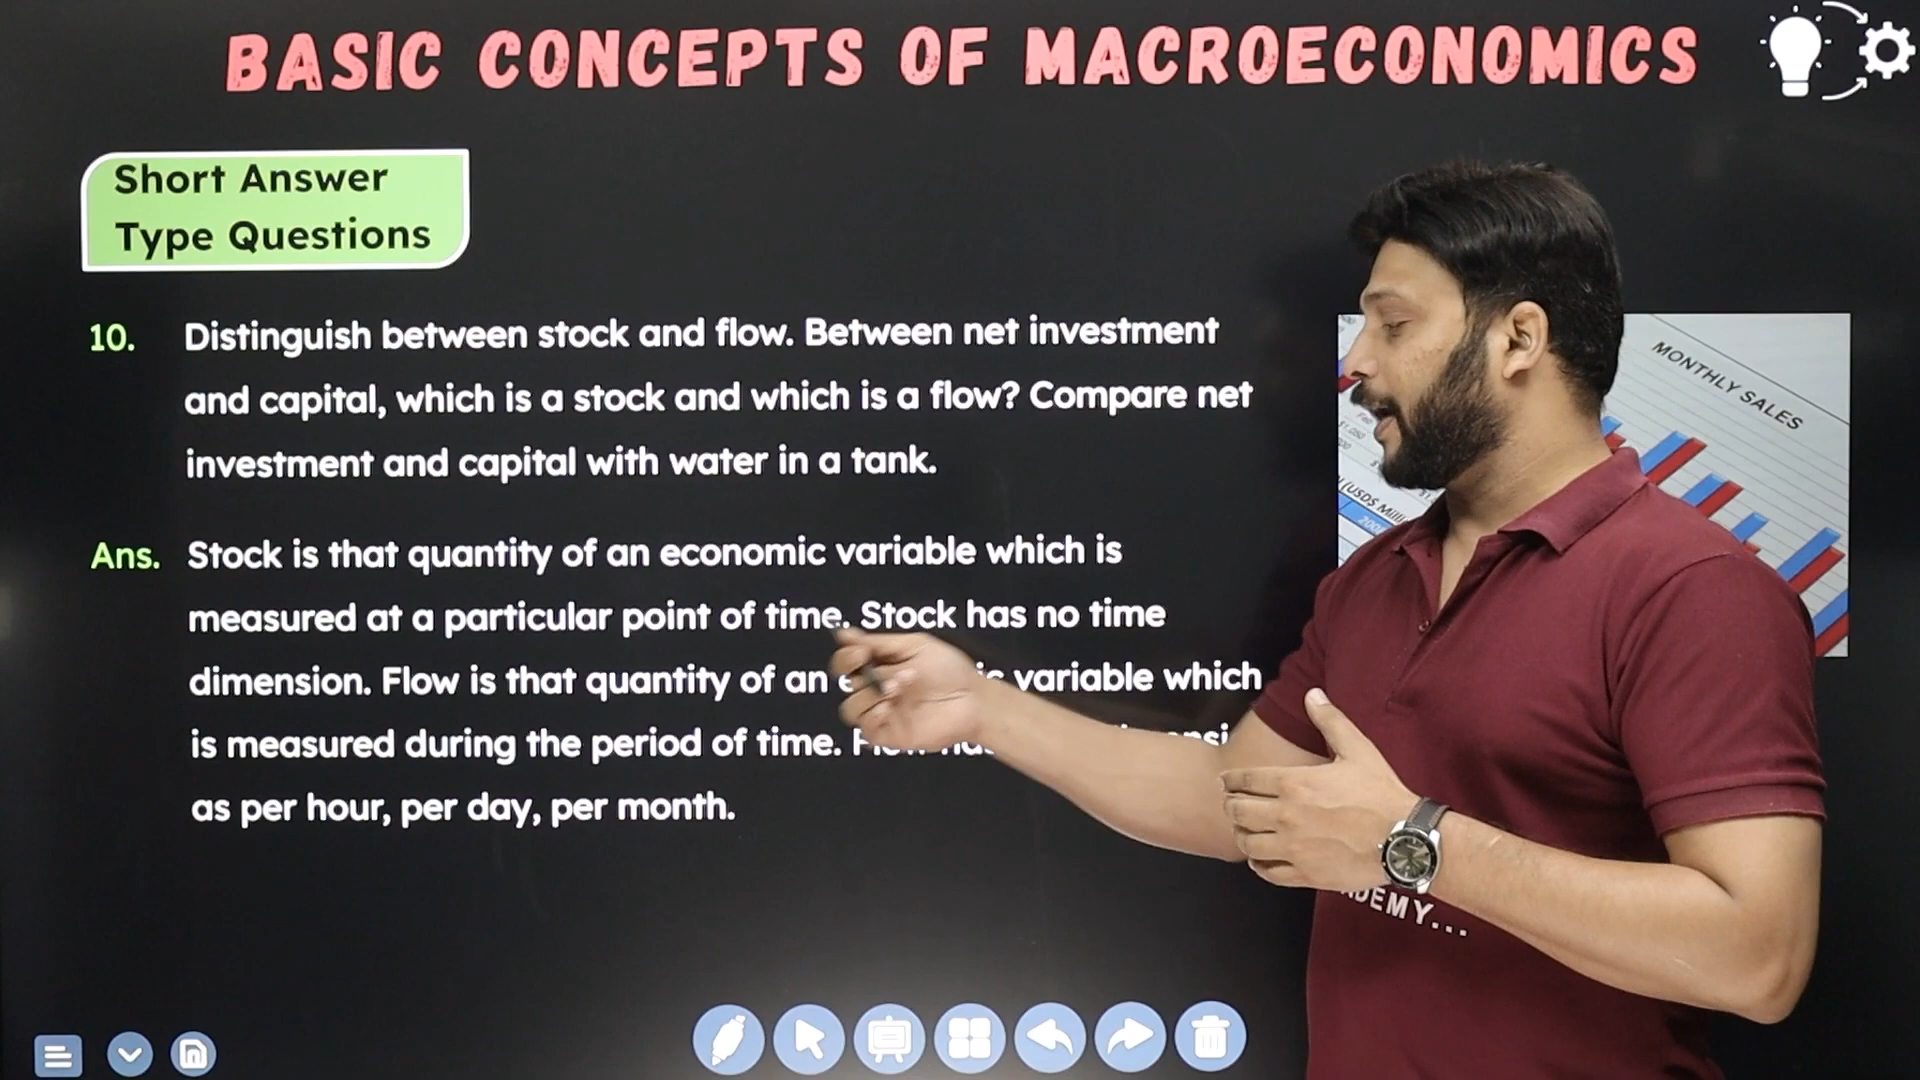 BASIC CONCEPTS OF MACROECONOMICS
Short Answer
Type Questions
10. Distinguish between stock and flow. Between net investment
and capital, which is a stock and which is a flow? Compare net
investment and capital with water in a tank.
Ans. Stock is that quantity of an economic variable which is
measured at a particular point of time. Stock has no time
dimension. Flow is that quantity of an variable which
is measured during the period of time.
as per hour, per day, per month.
MONTHLY SALES
(USD$